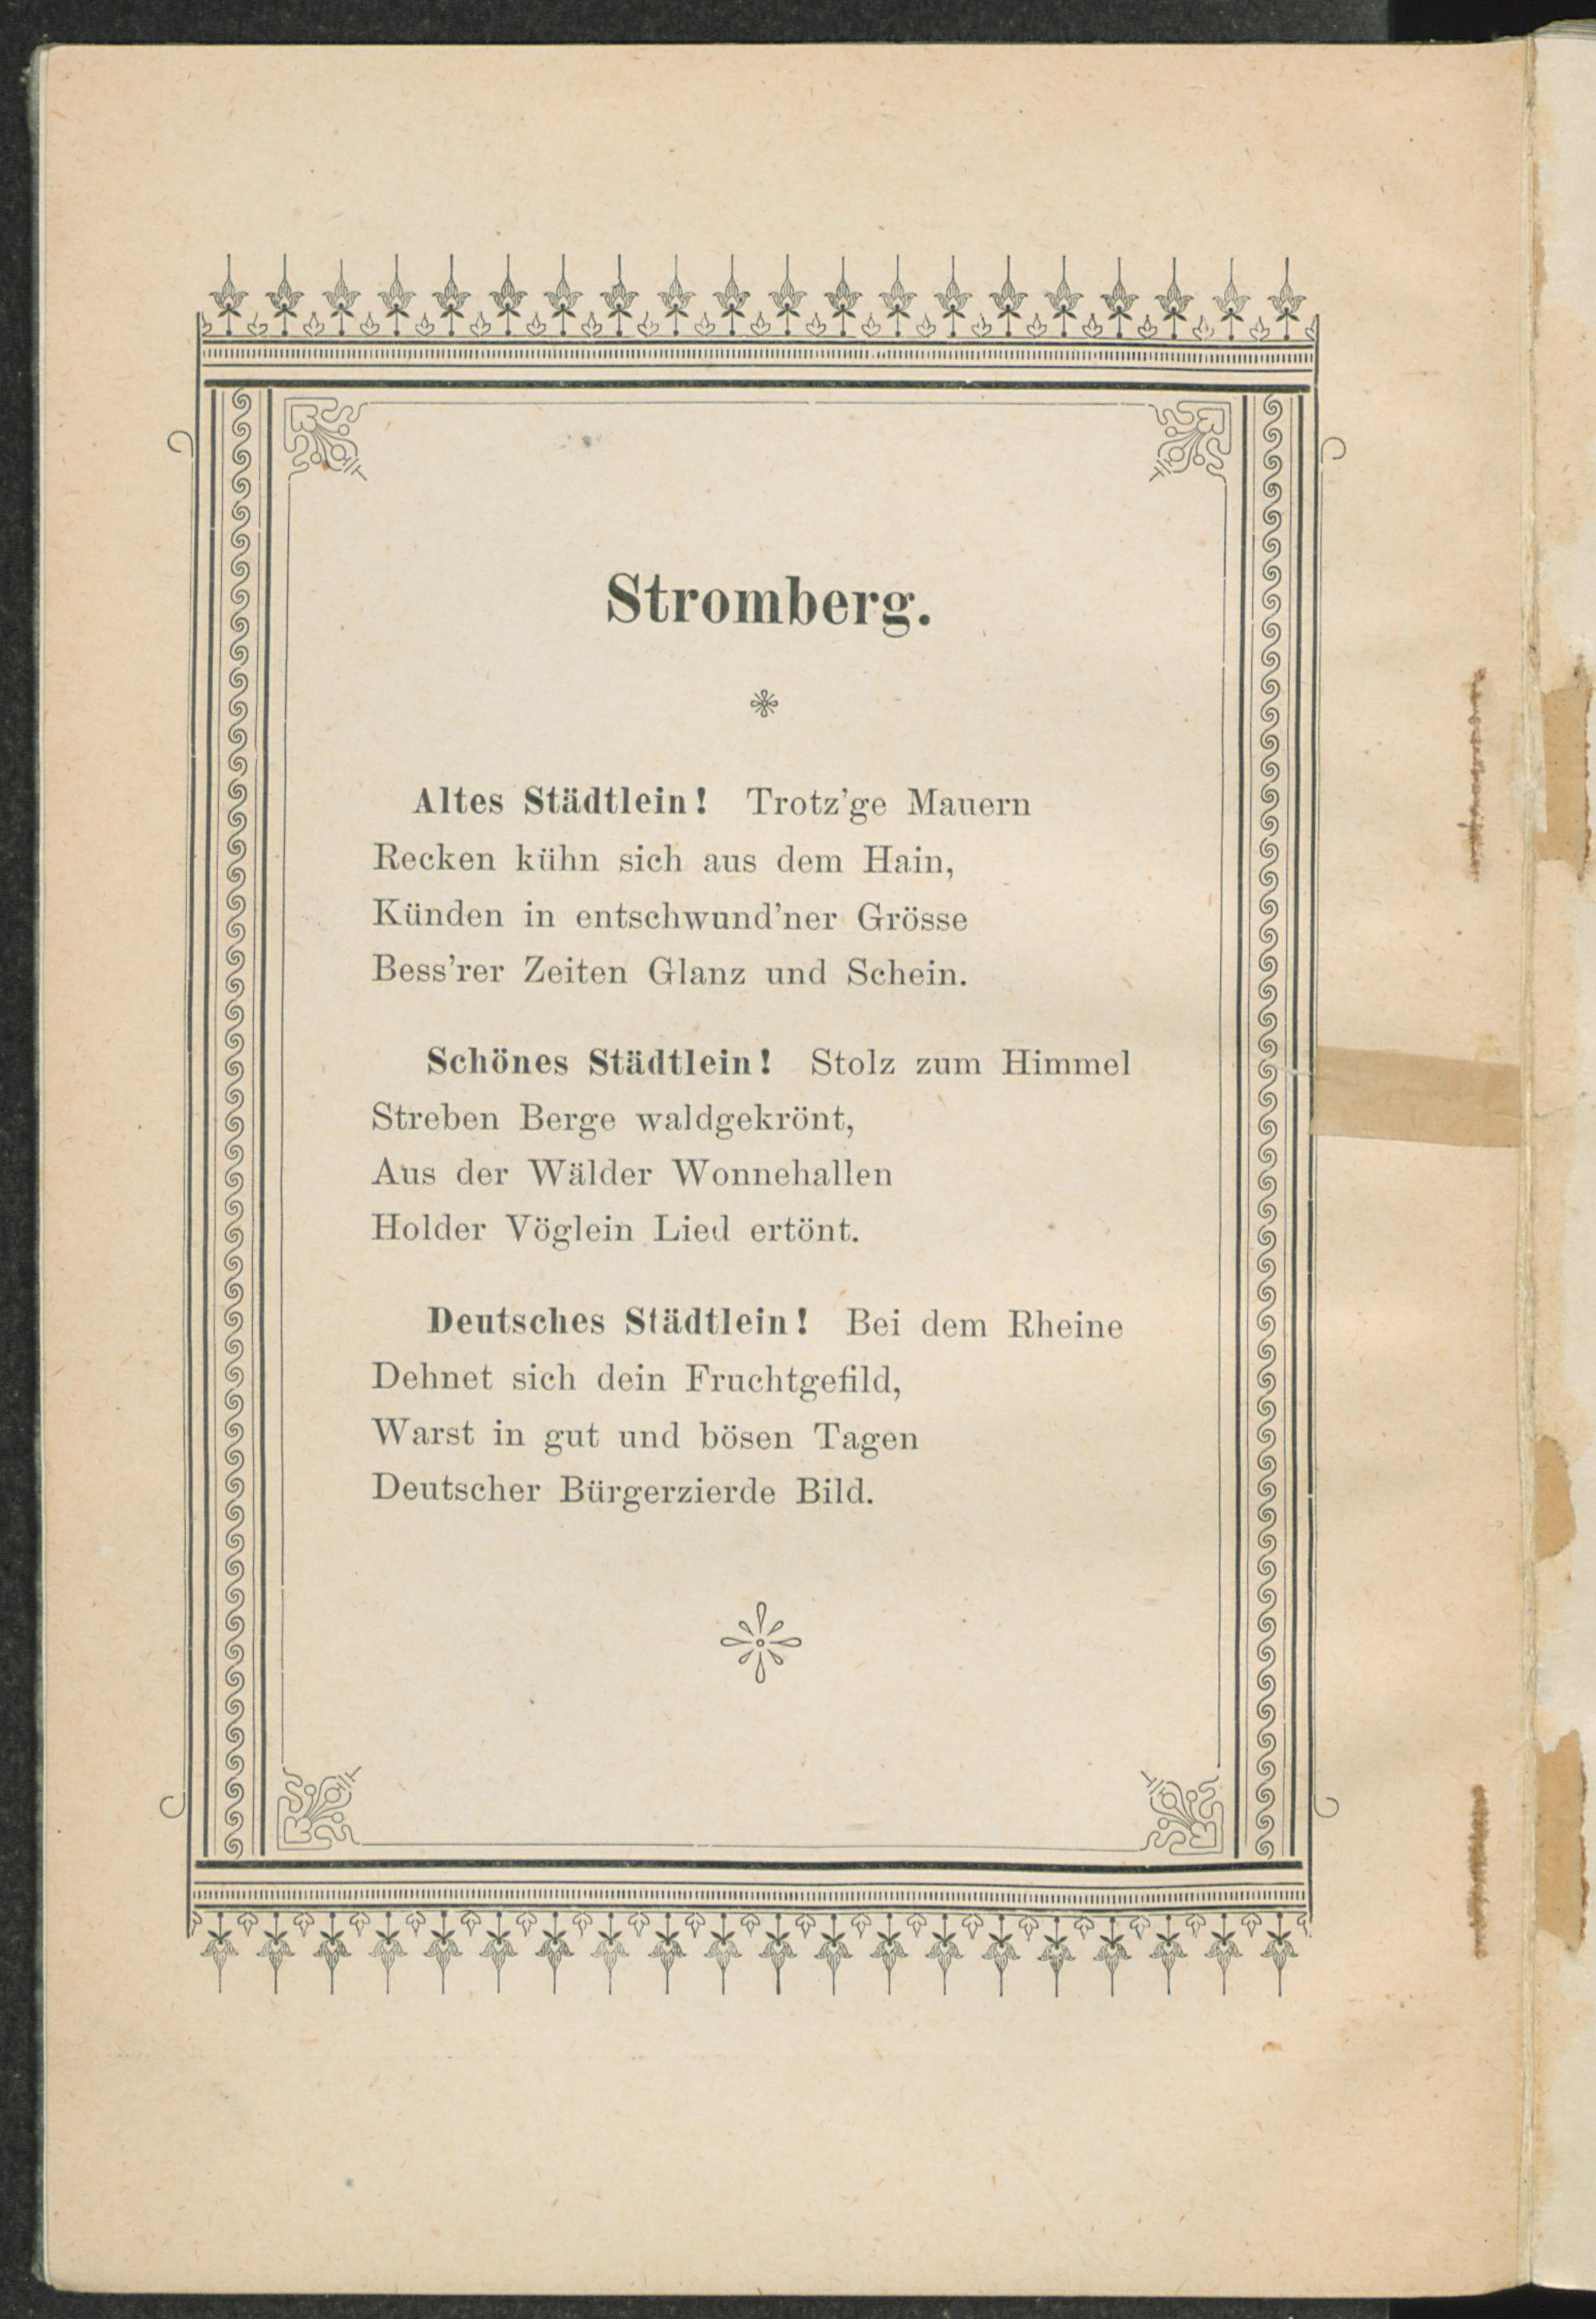 Stromberg.
Altes Städtlein! Trotz'ge Mauern
Recken kühn sich aus dem Hain,
Künden in entschwund'ner Grösse
Bess'rer Zeiten Glanz und Schein.
Schönes Städtlein! Stolz zum Himmel
Streben Berge waldgekrönt,
Aus der Wälder Wonnehallen
Holder Vöglein Lied ertönt.
Deutsches Städtlein! Bei dem Rheine
Dehnet sich dein Fruchtgefild,
Warst in gut und bösen Tagen
Deutscher Bürgerzierde Bild.